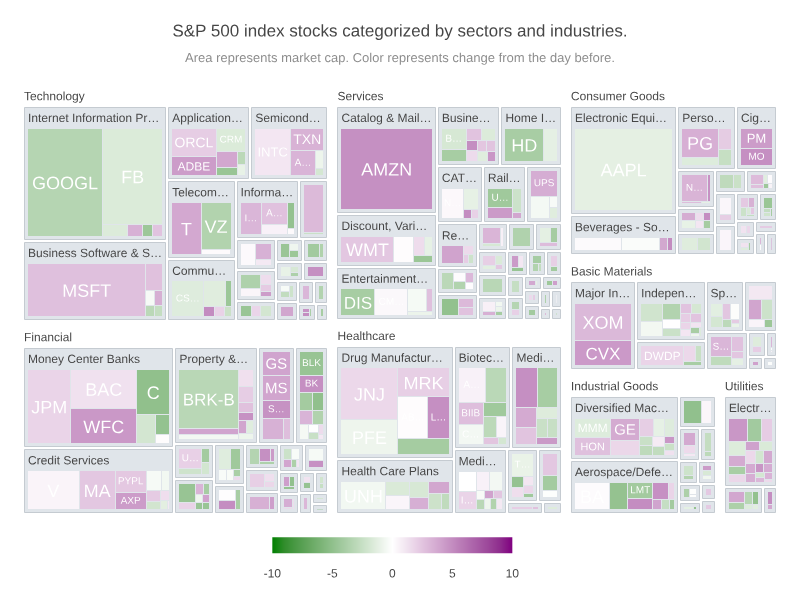 S&P 500 index stocks categorized by sectors and industries.
Area represents market cap. Color represents change from the day before.
Technology
Internet Information Pr…
GOOGL
FB
Application…
ORCL
CRM
ADBE
Semicond…
INTC
TXN
A…
Telecom…
T
VZ
Informa…
I…
A…
Business Software & S…
MSFT
Commu…
CS…
Services
Catalog & Mail…
AMZN
Busine…
B…
Home I…
HD
CAT…
Rail…
U…
UPS
Discount, Vari…
WMT
Re…
Entertainment…
DIS
Consumer Goods
Electronic Equi…
AAPL
Perso…
PG
Cig…
PM
MO
N…
Beverages - So…
Basic Materials
Major In…
XOM
CVX
Indepen…
DWDP
Sp…
S…
Financial
Money Center Banks
JPM
BAC
WFC
C
Property &…
BRK-B
GS
MS
S…
BLK
BK
Credit Services
V
MA
PYPL
AXP
U…
Healthcare
Drug Manufactur…
JNJ
MRK
PFE
L…
Biotec…
A…
BIIB
Medi…
Health Care Plans
UNH
Medi…
I…
T…
Industrial Goods
Diversified Mac…
MMM
GE
HON
Aerospace/Defe…
LMT
Utilities
Electr…
-10
-5
0
5
10